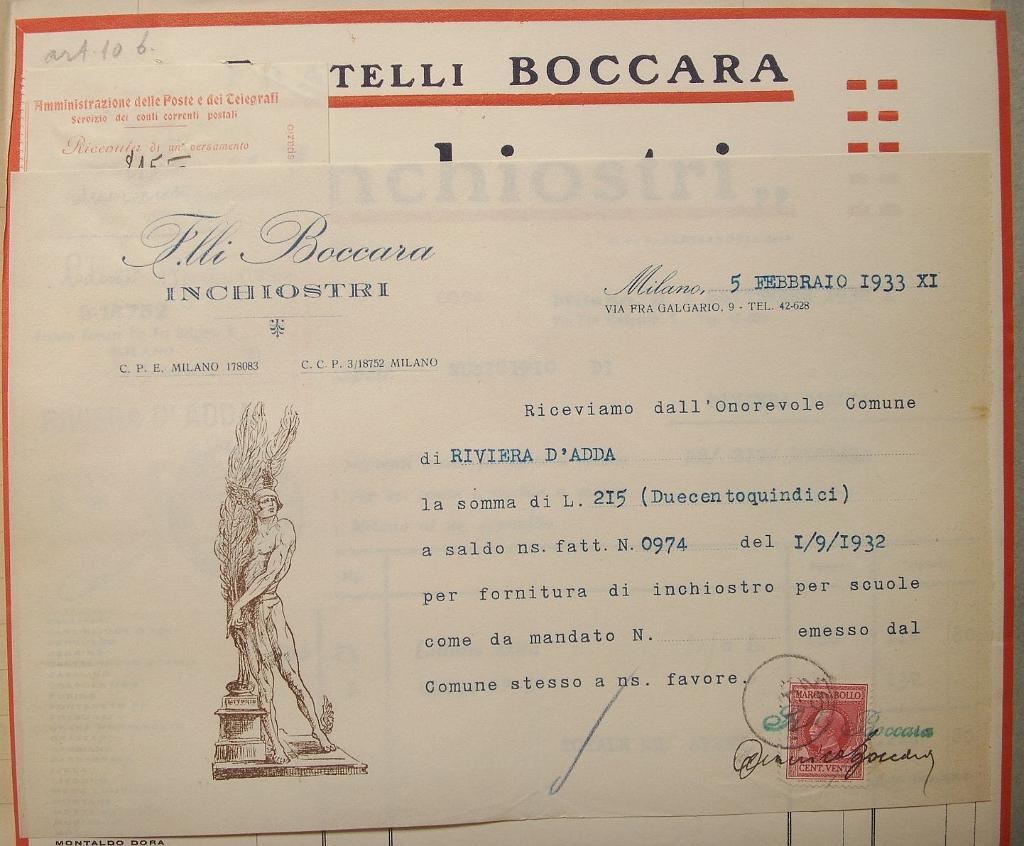 art. 10 b.
FRATELLI BOCCARA
Amministrazione delle Poste e dei Telegrafi
Servizio dei conti correnti postali
Ricevuta di un versamento
nchiostri „
F.lli Boccara
INCHIOSTRI
Milano, 5 FEBBRAIO 1933 XI
VIA FRA GALGARIO, 9 - TEL. 42-628
C. P. E. MILANO 178083 C. C. P. 3/18752 MILANO
Riceviamo dall'Onorevole Comune
di RIVIERA D'ADDA
la somma di L. 215 (Duecentoquindici)
a saldo ns. fatt. N. 0974 del 1/9/1932
per fornitura di inchiostro per scuole
come da mandato N. emesso dal
Comune stesso a ns. favore.
MARCA BOLLO
Boccara
CENT. VENTI
MONTALDO DORA